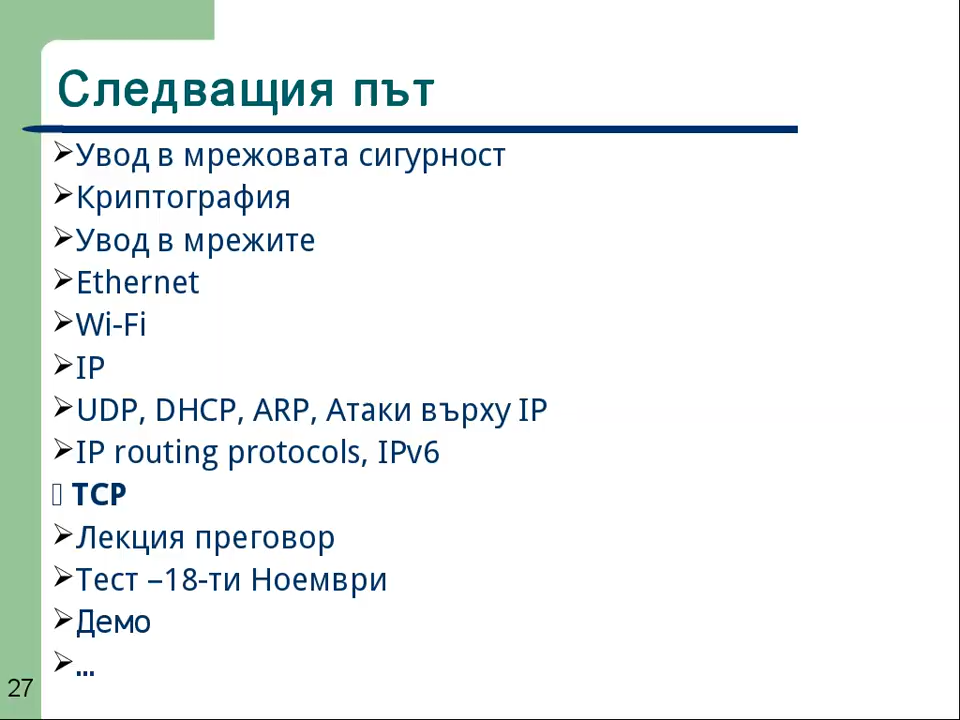 Следващия път
➢Увод в мрежовата сигурност
➢Криптография
➢Увод в мрежите
➢Ethernet
➢Wi-Fi
➢IP
➢UDP, DHCP, ARP, Атаки върху IP
➢IP routing protocols, IPv6
TCP
➢Лекция преговор
➢Тест –18-ти Ноември
➢Демо
➢...
27